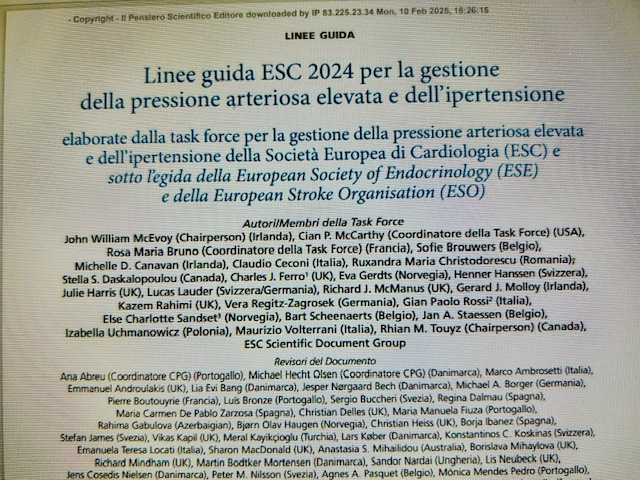 - Copyright - Il Pensiero Scientifico Editore downloaded by IP 83.225.23.34 Mon, 10 Feb 2025, 18:26:15
LINEE GUIDA
Linee guida ESC 2024 per la gestione
della pressione arteriosa elevata e dell'ipertensione
elaborate dalla task force per la gestione della pressione arteriosa elevata
e dell'ipertensione della Società Europea di Cardiologia (ESC) e
sotto l'egida della European Society of Endocrinology (ESE)
e della European Stroke Organisation (ESO)
Autori/Membri della Task Force
John William McEvoy (Chairperson) (Irlanda), Cian P. McCarthy (Coordinatore della Task Force) (USA),
Rosa Maria Bruno (Coordinatore della Task Force) (Francia), Sofie Brouwers (Belgio),
Michelle D. Canavan (Irlanda), Claudio Ceconi (Italia), Ruxandra Maria Christodorescu (Romania),
Stella S. Daskalopoulou (Canada), Charles J. Ferro¹ (UK), Eva Gerdts (Norvegia), Henner Hanssen (Svizzera),
Julie Harris (UK), Lucas Lauder (Svizzera/Germania), Richard J. McManus (UK), Gerard J. Molloy (Irlanda),
Kazem Rahimi (UK), Vera Regitz-Zagrosek (Germania), Gian Paolo Rossi² (Italia),
Else Charlotte Sandset³ (Norvegia), Bart Scheenaerts (Belgio), Jan A. Staessen (Belgio),
Izabella Uchmanowicz (Polonia), Maurizio Volterrani (Italia), Rhian M. Touyz (Chairperson) (Canada),
ESC Scientific Document Group
Revisori del Documento
Ana Abreu (Coordinatore CPG) (Portogallo), Michael Hecht Olsen (Coordinatore CPG) (Danimarca), Marco Ambrosetti (Italia),
Emmanuel Androulakis (UK), Lia Evi Bang (Danimarca), Jesper Nørgaard Bech (Danimarca), Michael A. Borger (Germania),
Pierre Boutouyrie (Francia), Luís Bronze (Portogallo), Sergio Buccheri (Svezia), Regina Dalmau (Spagna),
Maria Carmen De Pablo Zarzosa (Spagna), Christian Delles (UK), Maria Manuela Fiuza (Portogallo),
Rahima Gabulova (Azerbaigian), Bjørn Olav Haugen (Norvegia), Christian Heiss (UK), Borja Ibanez (Spagna),
Stefan James (Svezia), Vikas Kapil (UK), Meral Kayikçioglu (Turchia), Lars Køber (Danimarca), Konstantinos C. Koskinas (Svizzera),
Emanuela Teresa Locati (Italia), Sharon MacDonald (UK), Anastasia S. Mihailidou (Australia), Borislava Mihaylova (UK),
Richard Mindham (UK), Martin Bodtker Mortensen (Danimarca), Sandor Nardai (Ungheria), Lis Neubeck (UK),
Jens Cosedis Nielsen (Danimarca), Peter M. Nilsson (Svezia), Agnes A. Pasquet (Belgio), Mónica Mendes Pedro (Portogallo),